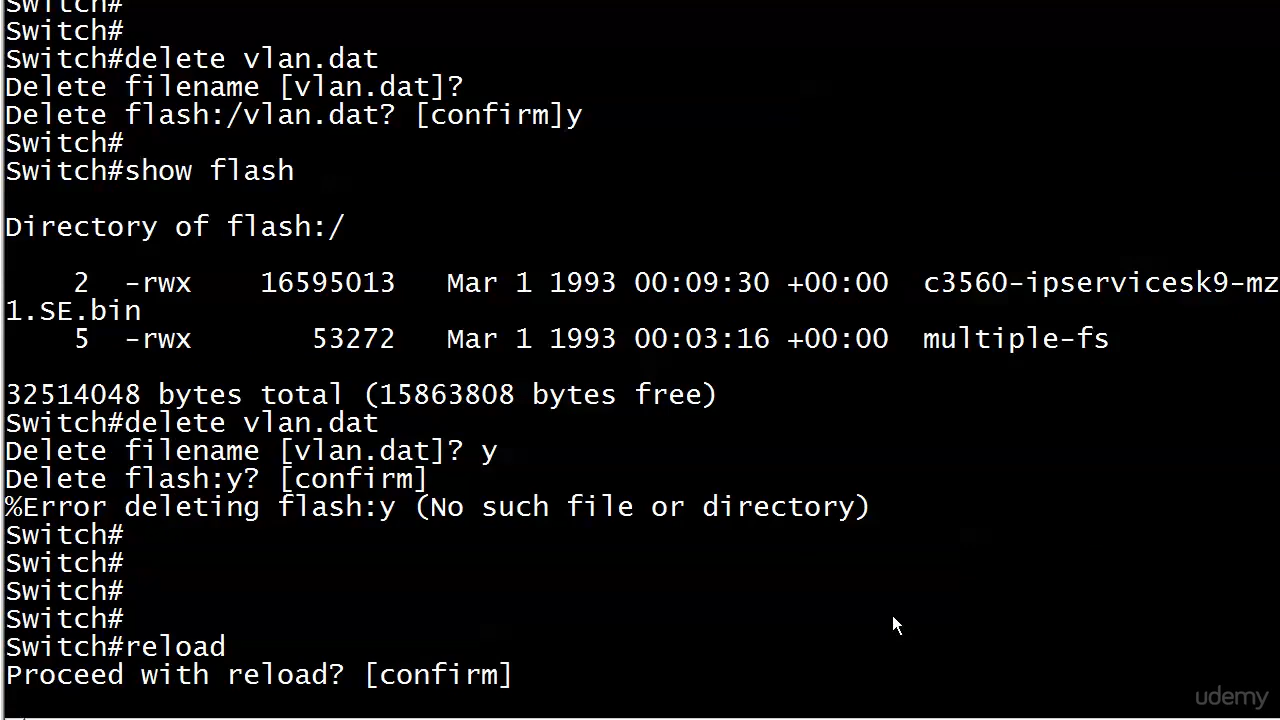 Switch#
Switch#
Switch#delete vlan.dat
Delete filename [vlan.dat]?
Delete flash:/vlan.dat? [confirm]y
Switch#
Switch#show flash
Directory of flash:/
2 -rwx 16595013 Mar 1 1993 00:09:30 +00:00 c3560-ipservicesk9-mz
1.SE.bin
5 -rwx 53272 Mar 1 1993 00:03:16 +00:00 multiple-fs
32514048 bytes total (15863808 bytes free)
Switch#delete vlan.dat
Delete filename [vlan.dat]? y
Delete flash:y? [confirm]
%Error deleting flash:y (No such file or directory)
Switch#
Switch#
Switch#
Switch#
Switch#reload
Proceed with reload? [confirm]
udemy